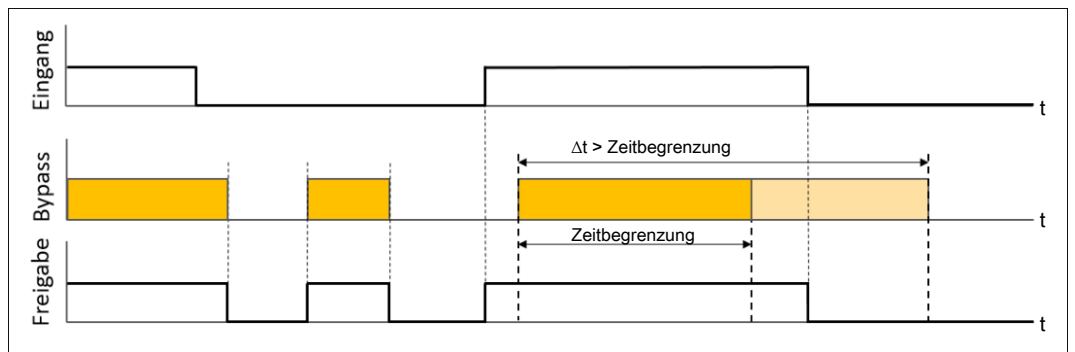 Eingang
t
Δt > Zeitbegrenzung
Bypass
t
Zeitbegrenzung
Freigabe
t